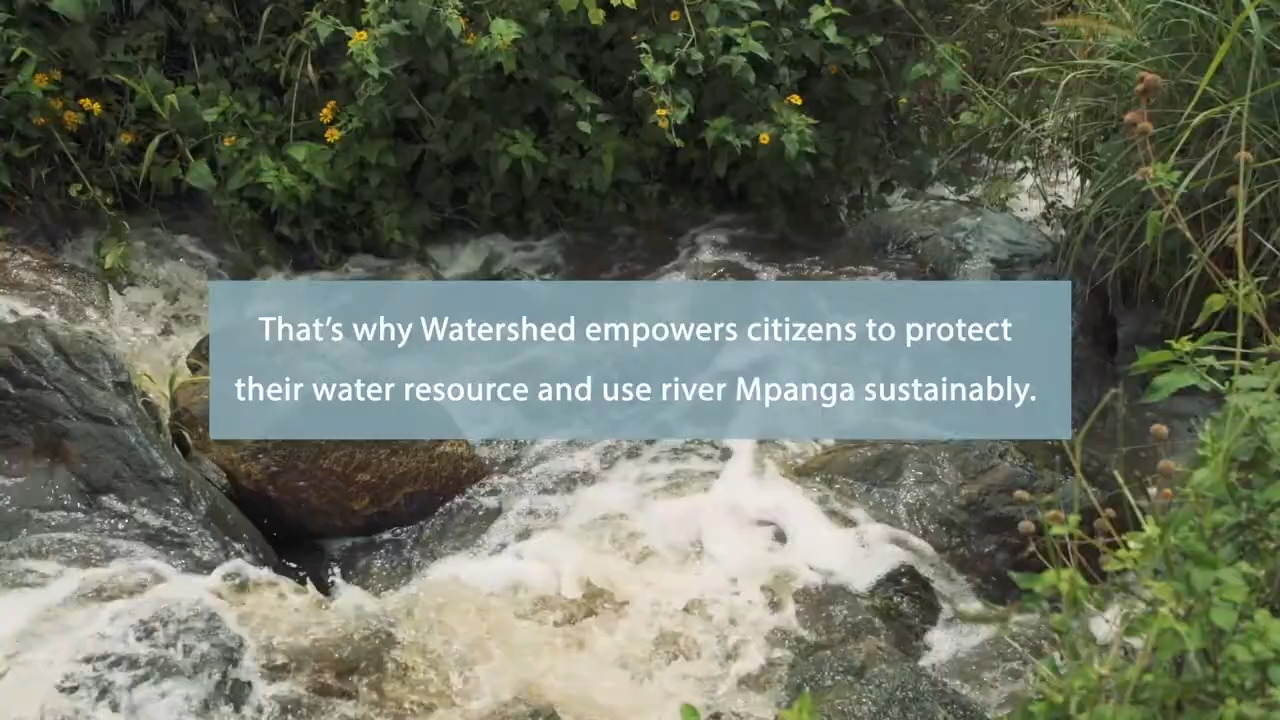 That's why Watershed empowers citizens to protect
their water resource and use river Mpanga sustainably.